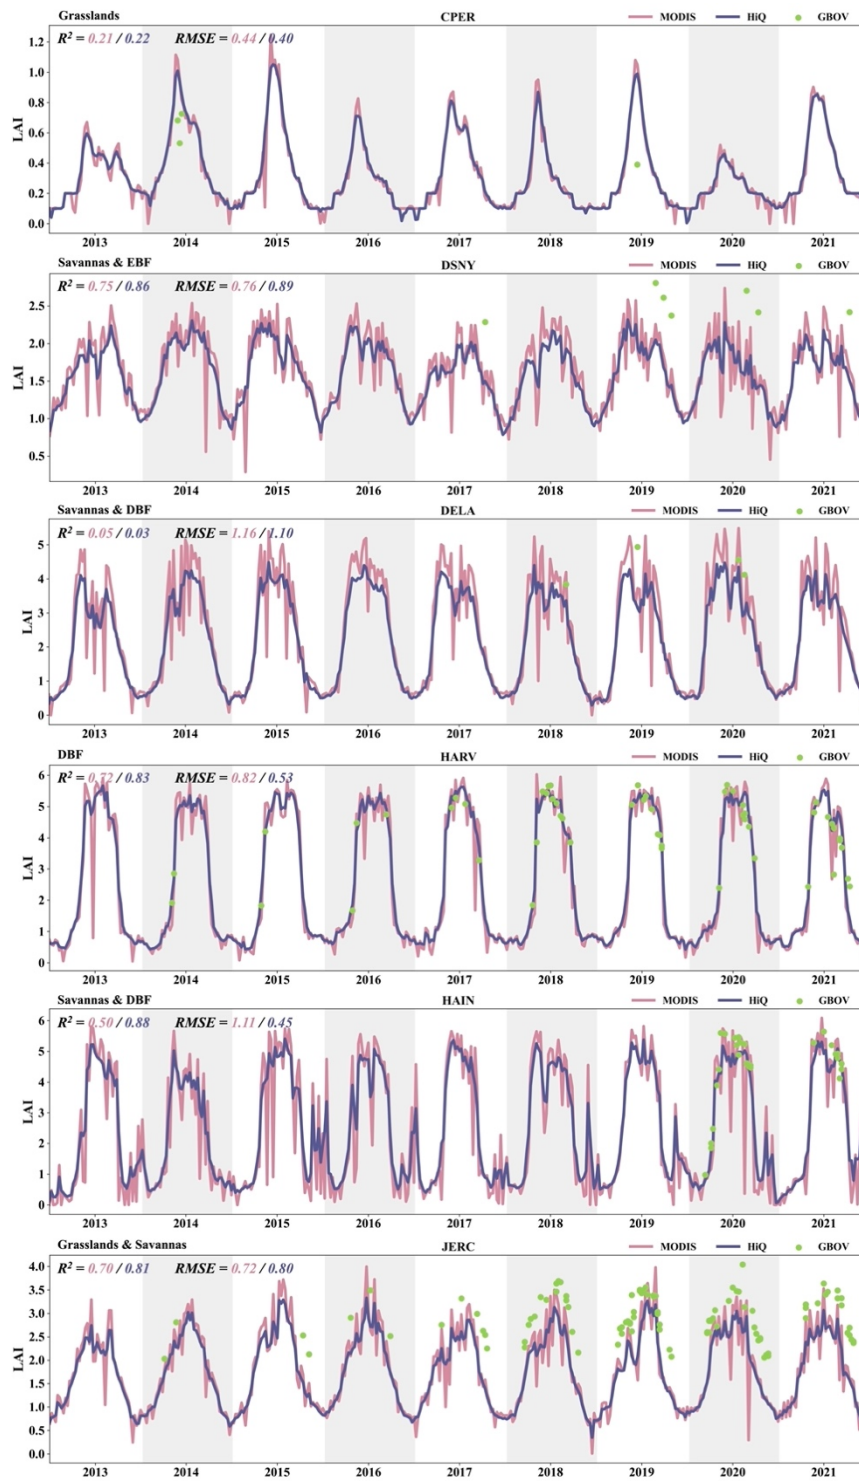 Grasslands CPER MODIS HiQ GBOV
R² = 0.21 / 0.22 RMSE = 0.44 / 0.40
1.2
1.0
0.8
0.6
0.4
0.2
0.0
LAI
2013 2014 2015 2016 2017 2018 2019 2020 2021
Savannas & EBF DSNY MODIS HiQ GBOV
R² = 0.75 / 0.86 RMSE = 0.76 / 0.89
2.5
2.0
1.5
1.0
0.5
LAI
2013 2014 2015 2016 2017 2018 2019 2020 2021
Savannas & DBF DELA MODIS HiQ GBOV
R² = 0.05 / 0.03 RMSE = 1.16 / 1.10
5
4
3
2
1
0
LAI
2013 2014 2015 2016 2017 2018 2019 2020 2021
DBF HARV MODIS HiQ GBOV
R² = 0.72 / 0.83 RMSE = 0.82 / 0.53
6
5
4
3
2
1
0
LAI
2013 2014 2015 2016 2017 2018 2019 2020 2021
Savannas & DBF HAIN MODIS HiQ GBOV
R² = 0.50 / 0.88 RMSE = 1.11 / 0.45
6
5
4
3
2
1
0
LAI
2013 2014 2015 2016 2017 2018 2019 2020 2021
Grasslands & Savannas JERC MODIS HiQ GBOV
R² = 0.70 / 0.81 RMSE = 0.72 / 0.80
4.0
3.5
3.0
2.5
2.0
1.5
1.0
0.5
0.0
LAI
2013 2014 2015 2016 2017 2018 2019 2020 2021